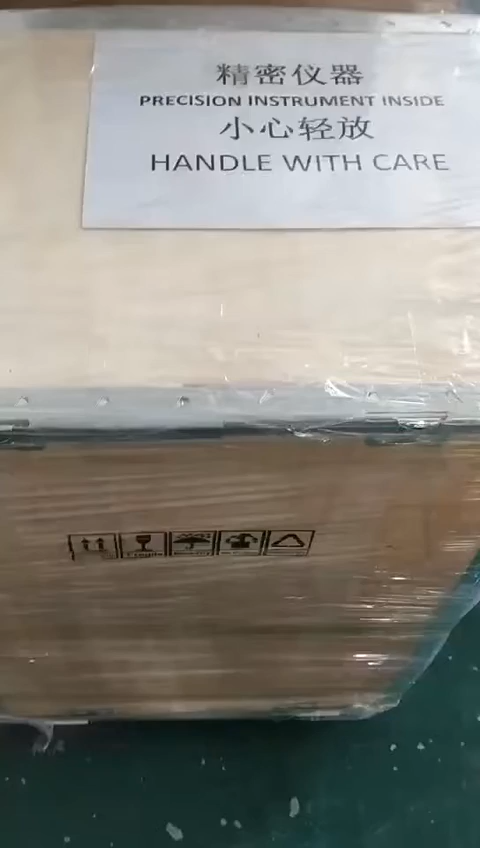 精密仪器
PRECISION INSTRUMENT INSIDE
小心轻放
HANDLE WITH CARE